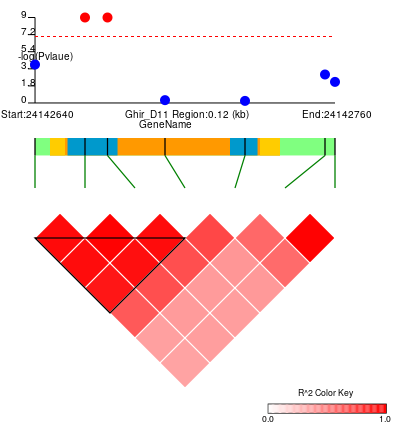 9
7.2
5.4
-log(Pvlaue)
3.6
1.8
0
Start:24142640 Ghir_D11 Region:0.12 (kb) End:24142760
GeneName
R^2 Color Key
0.0 1.0